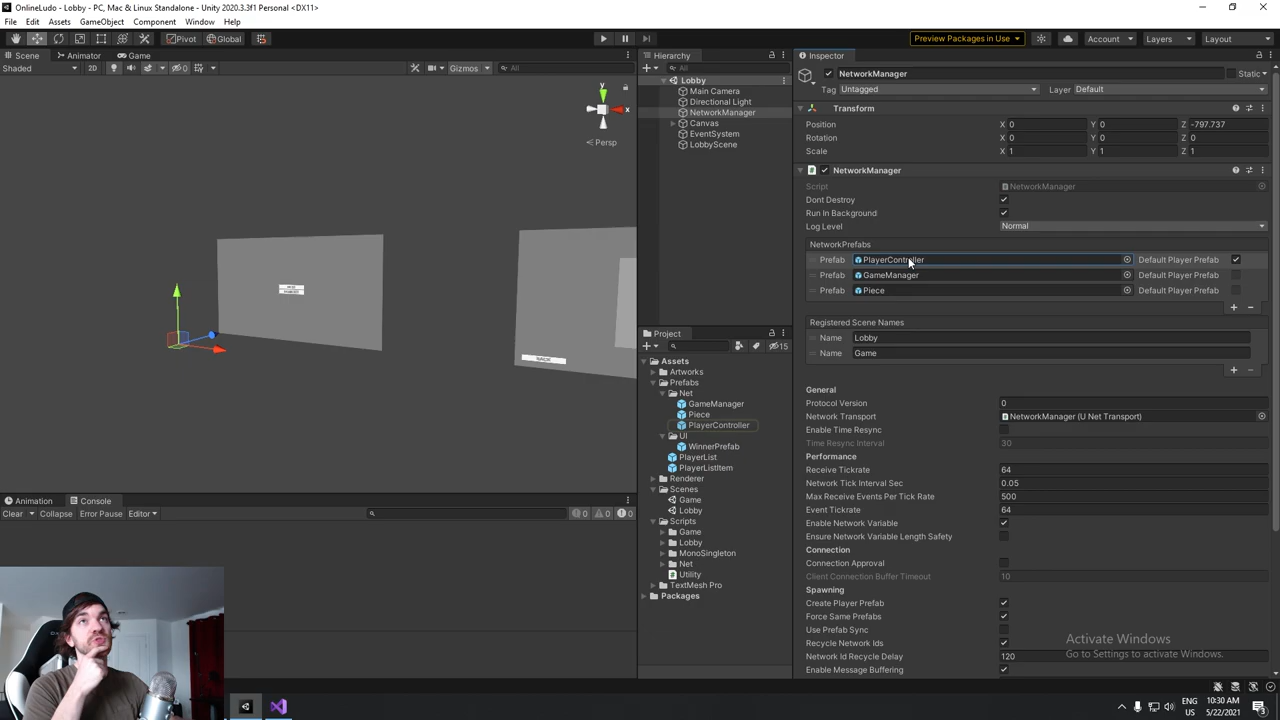 OnlineLudo - Lobby - PC, Mac & Linux Standalone - Unity 2020.3.3f1 Personal <DX11>
File Edit Assets GameObject Component Window Help
Pivot Global Preview Packages in Use Account Layers Layout
Scene Animator Game
Shaded 2D 0 Gizmos All
Persp
y
x
Hierarchy
All
Lobby
Main Camera
Directional Light
NetworkManager
Canvas
EventSystem
LobbyScene
Project
15
Assets
Artworks
Prefabs
Net
GameManager
Piece
PlayerController
UI
WinnerPrefab
PlayerList
PlayerListItem
Renderer
Scenes
Game
Lobby
Scripts
Game
Lobby
MonoSingleton
Net
Utility
TextMesh Pro
Packages
Animation Console
Clear Collapse Error Pause Editor 0 0 0
Inspector
NetworkManager Static
Tag Untagged Layer Default
Transform
Position X 0 Y 0 Z -797.737
Rotation X 0 Y 0 Z 0
Scale X 1 Y 1 Z 1
NetworkManager
Script NetworkManager
Dont Destroy
Run In Background
Log Level Normal
NetworkPrefabs
Prefab PlayerController Default Player Prefab
Prefab GameManager Default Player Prefab
Prefab Piece Default Player Prefab
Registered Scene Names
Name Lobby
Name Game
General
Protocol Version 0
Network Transport NetworkManager (U Net Transport)
Enable Time Resync
Time Resync Interval 30
Performance
Receive Tickrate 64
Network Tick Interval Sec 0.05
Max Receive Events Per Tick Rate 500
Event Tickrate 64
Enable Network Variable
Ensure Network Variable Length Safety
Connection
Connection Approval
Client Connection Buffer Timeout 10
Spawning
Create Player Prefab
Force Same Prefabs
Use Prefab Sync
Recycle Network Ids
Network Id Recycle Delay 120
Enable Message Buffering
Activate Windows
Go to Settings to activate Windows.
ENG 10:30 AM
US 5/22/2021
3